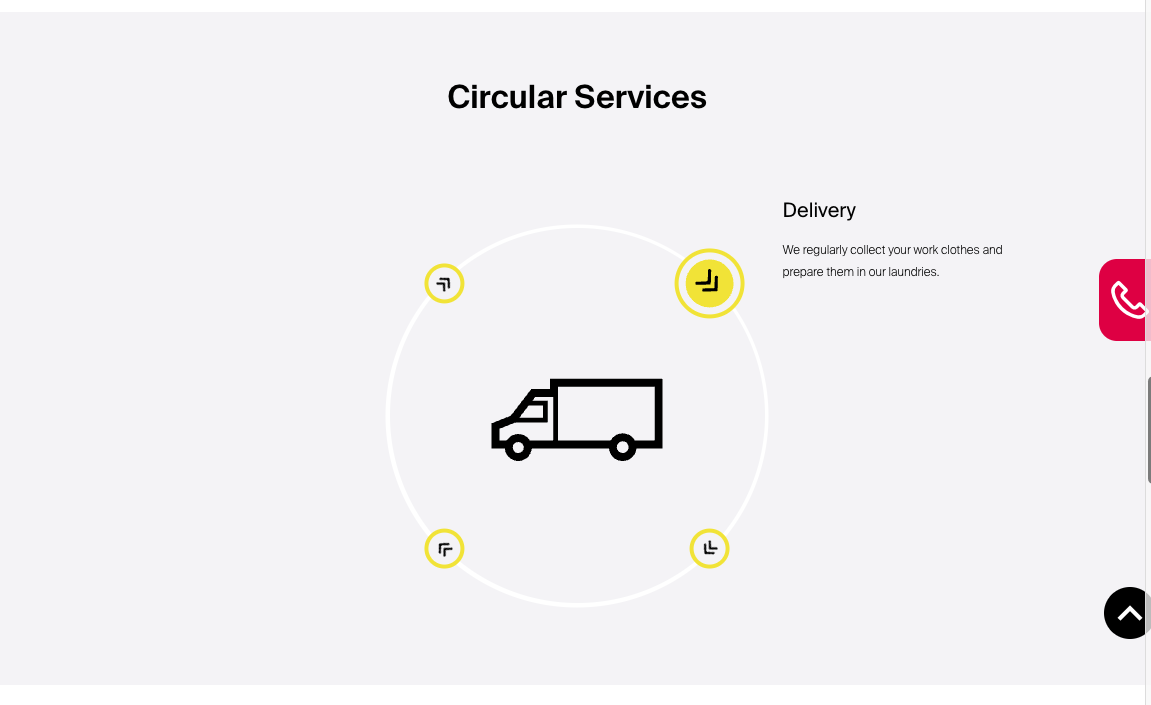 Circular Services
Delivery
We regularly collect your work clothes and
prepare them in our laundries.